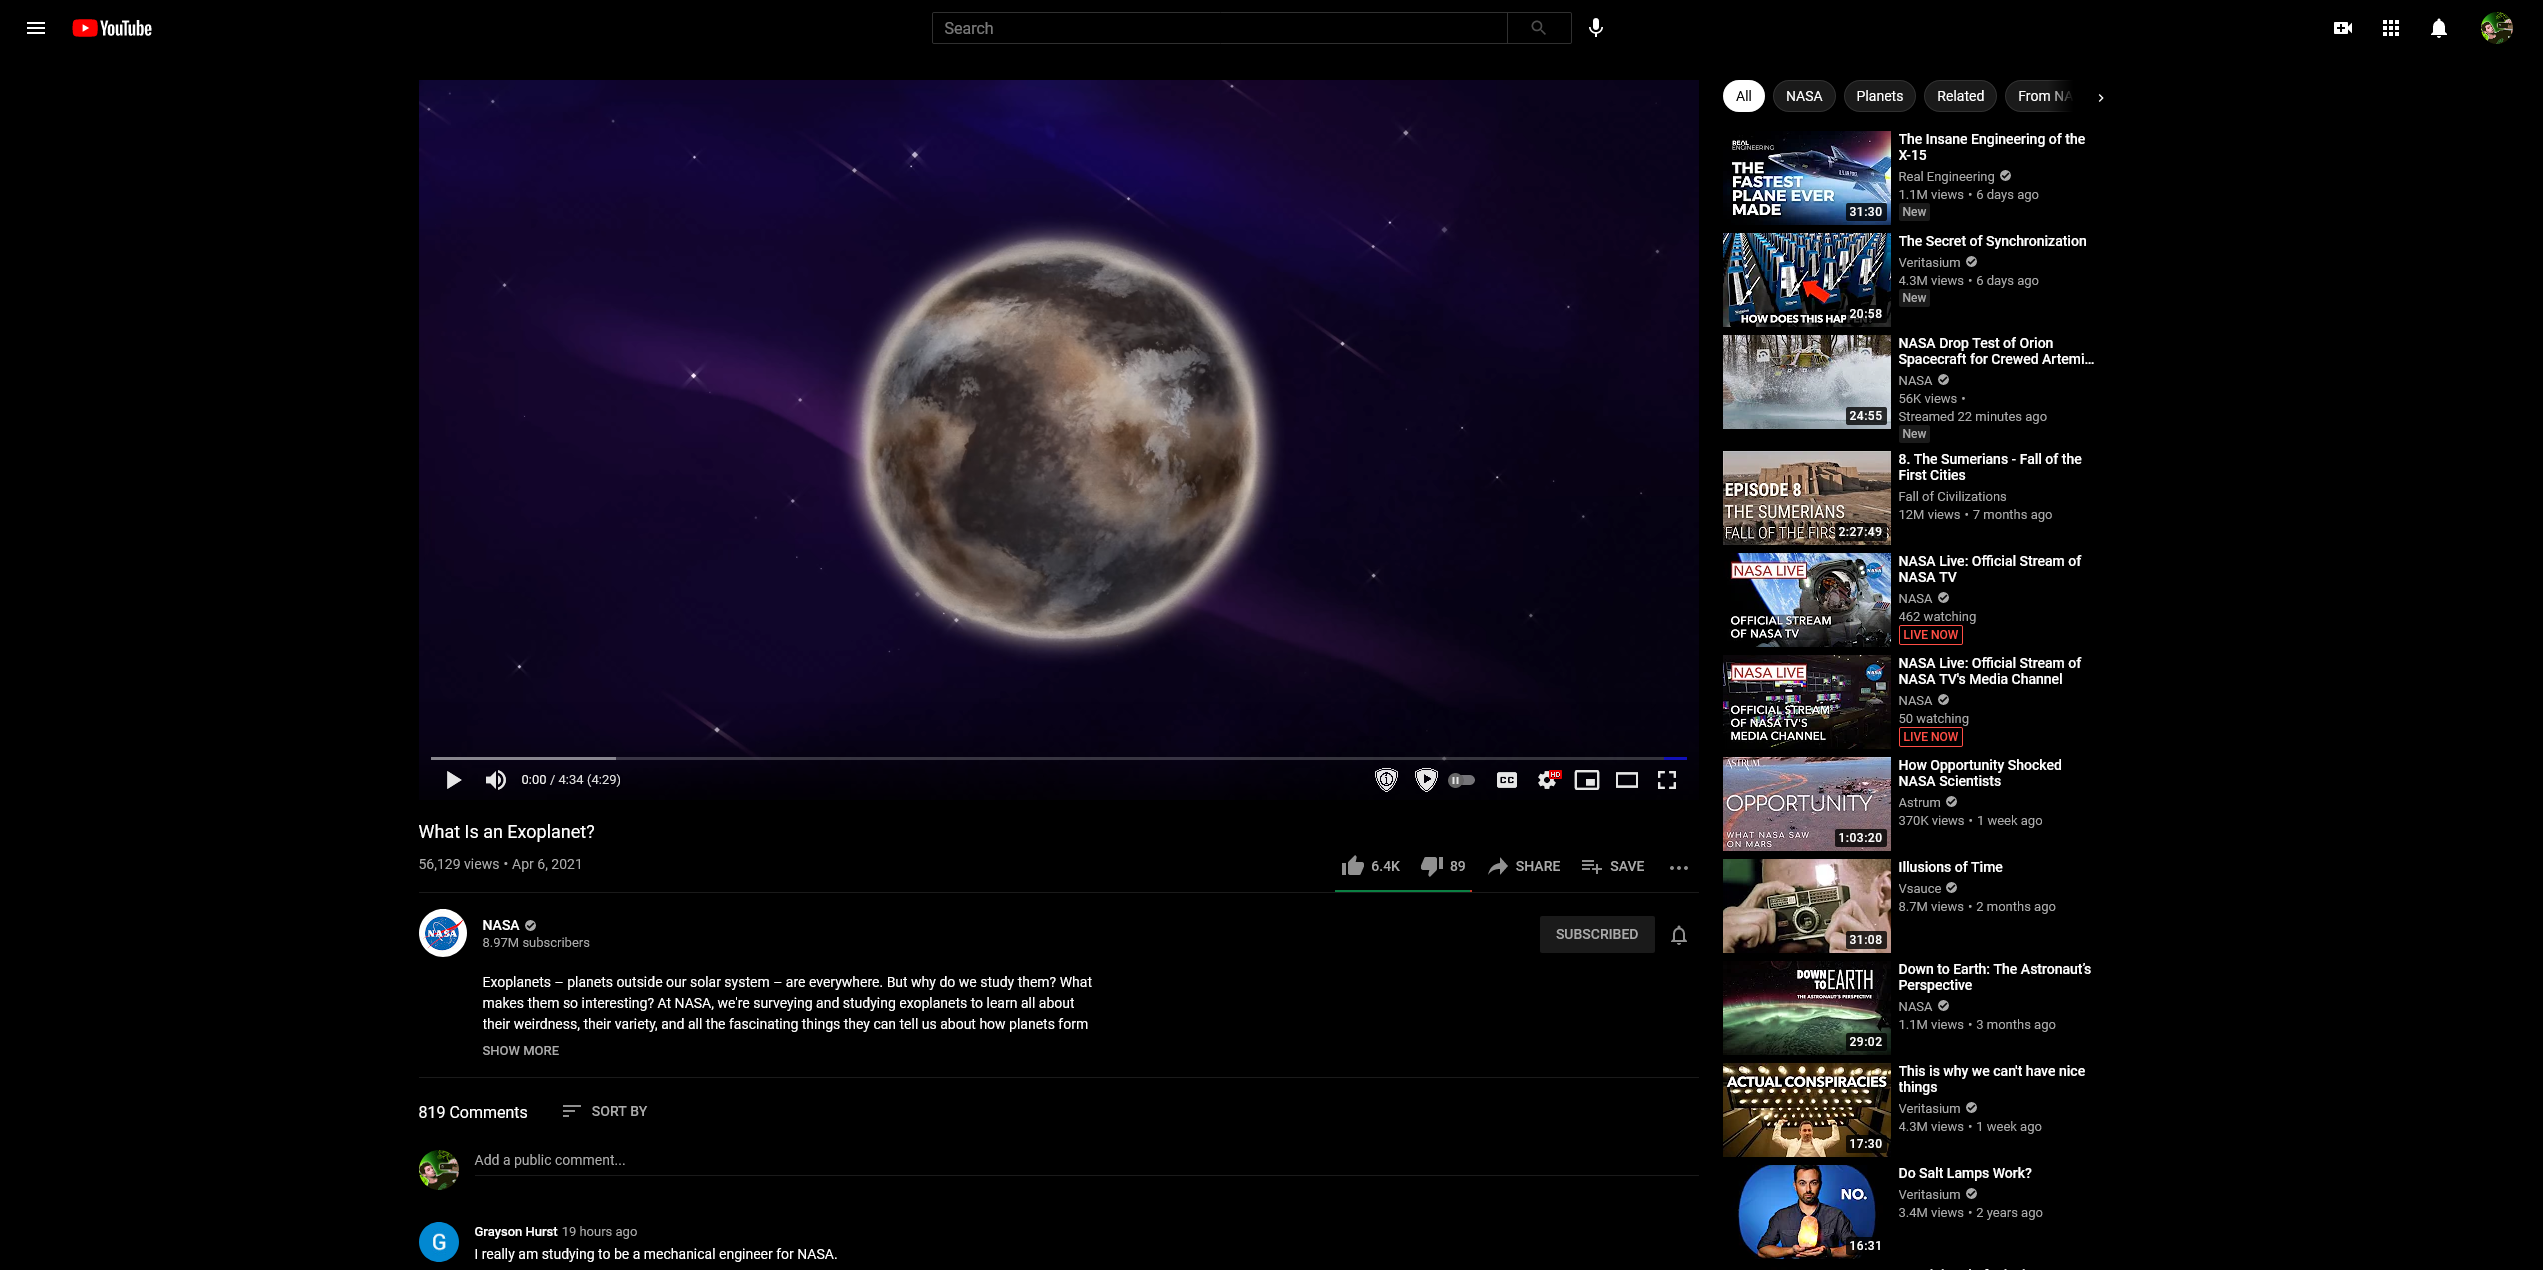 YouTube
Search
0:00 / 4:34 (4:29)
CC
HD
What Is an Exoplanet?
56,129 views • Apr 6, 2021
6.4K
89
SHARE
SAVE
NASA
NASA
8.97M subscribers
SUBSCRIBED
Exoplanets – planets outside our solar system – are everywhere. But why do we study them? What
makes them so interesting? At NASA, we're surveying and studying exoplanets to learn all about
their weirdness, their variety, and all the fascinating things they can tell us about how planets form
SHOW MORE
819 Comments
SORT BY
Add a public comment...
G
Grayson Hurst 19 hours ago
I really am studying to be a mechanical engineer for NASA.
All
NASA
Planets
Related
From NA
REAL
ENGINEERING
THE
FASTEST
PLANE EVER
MADE
31:30
The Insane Engineering of the
X-15
Real Engineering
1.1M views • 6 days ago
New
HOW DOES THIS HAP
20:58
The Secret of Synchronization
Veritasium
4.3M views • 6 days ago
New
24:55
NASA Drop Test of Orion
Spacecraft for Crewed Artemi...
NASA
56K views •
Streamed 22 minutes ago
New
EPISODE 8
THE SUMERIANS
FALL OF THE FIRS
2:27:49
8. The Sumerians - Fall of the
First Cities
Fall of Civilizations
12M views • 7 months ago
NASA LIVE
NASA
OFFICIAL STREAM
OF NASA TV
NASA Live: Official Stream of
NASA TV
NASA
462 watching
LIVE NOW
NASA LIVE
NASA
OFFICIAL STREAM
OF NASA TV'S
MEDIA CHANNEL
NASA Live: Official Stream of
NASA TV's Media Channel
NASA
50 watching
LIVE NOW
ASTRUM
OPPORTUNITY
WHAT NASA SAW
ON MARS
1:03:20
How Opportunity Shocked
NASA Scientists
Astrum
370K views • 1 week ago
31:08
Illusions of Time
Vsauce
8.7M views • 2 months ago
DOWN
TO EARTH
THE ASTRONAUT'S PERSPECTIVE
29:02
Down to Earth: The Astronaut's
Perspective
NASA
1.1M views • 3 months ago
ACTUAL CONSPIRACIES
17:30
This is why we can't have nice
things
Veritasium
4.3M views • 1 week ago
NO.
16:31
Do Salt Lamps Work?
Veritasium
3.4M views • 2 years ago